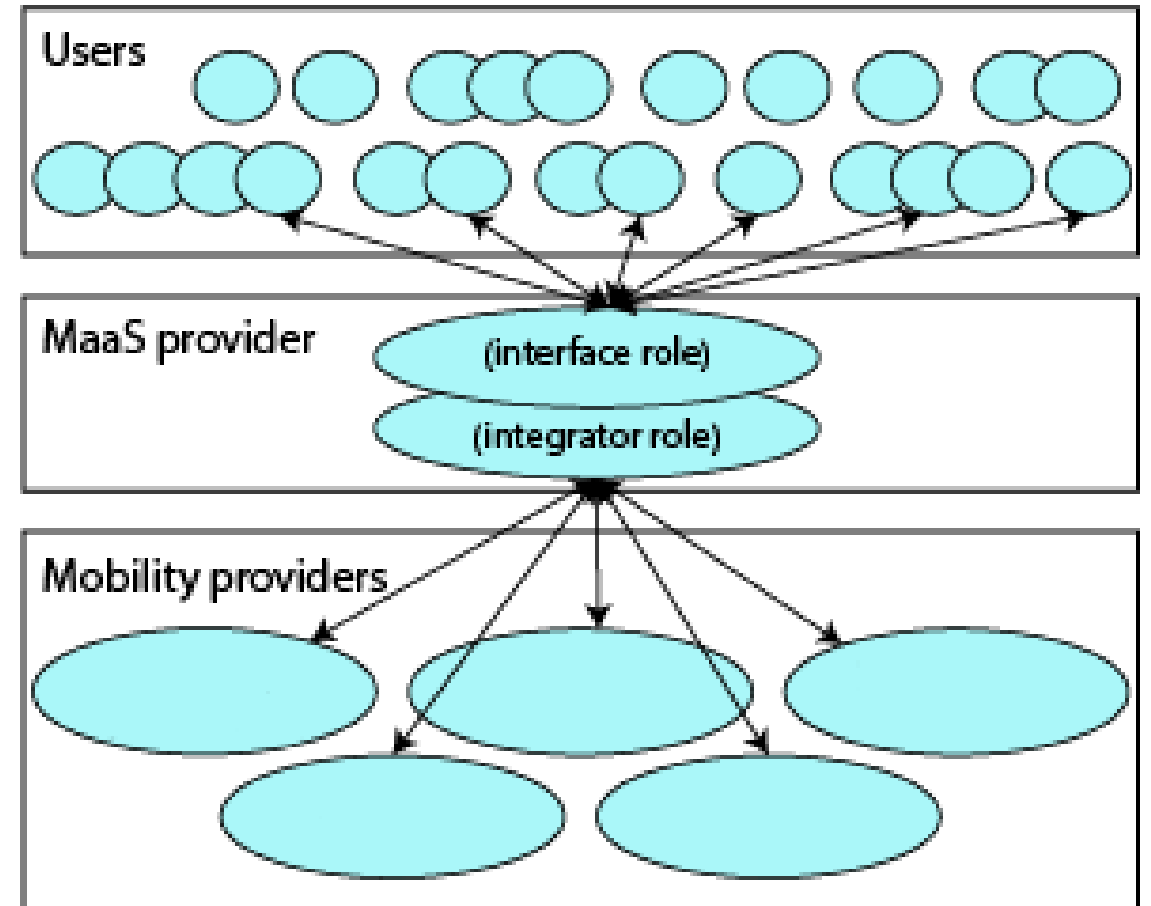 Users
MaaS provider
(interface role)
(integrator role)
Mobility providers